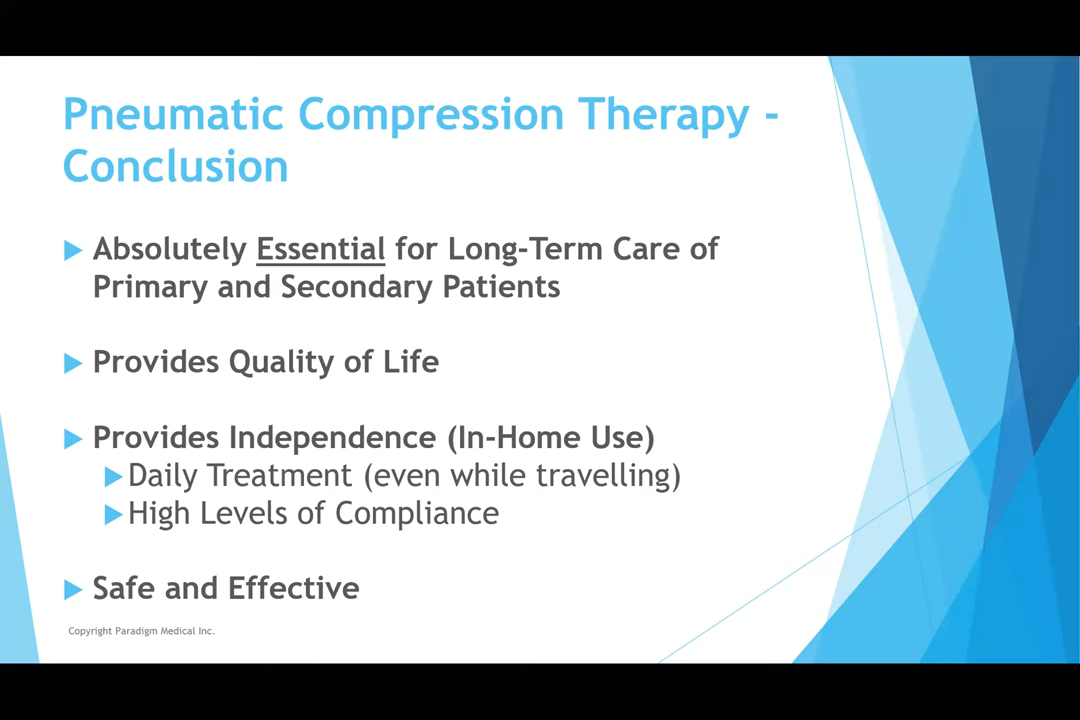 Pneumatic Compression Therapy -
Conclusion
Absolutely Essential for Long-Term Care of
Primary and Secondary Patients
Provides Quality of Life
Provides Independence (In-Home Use)
Daily Treatment (even while travelling)
High Levels of Compliance
Safe and Effective
Copyright Paradigm Medical Inc.